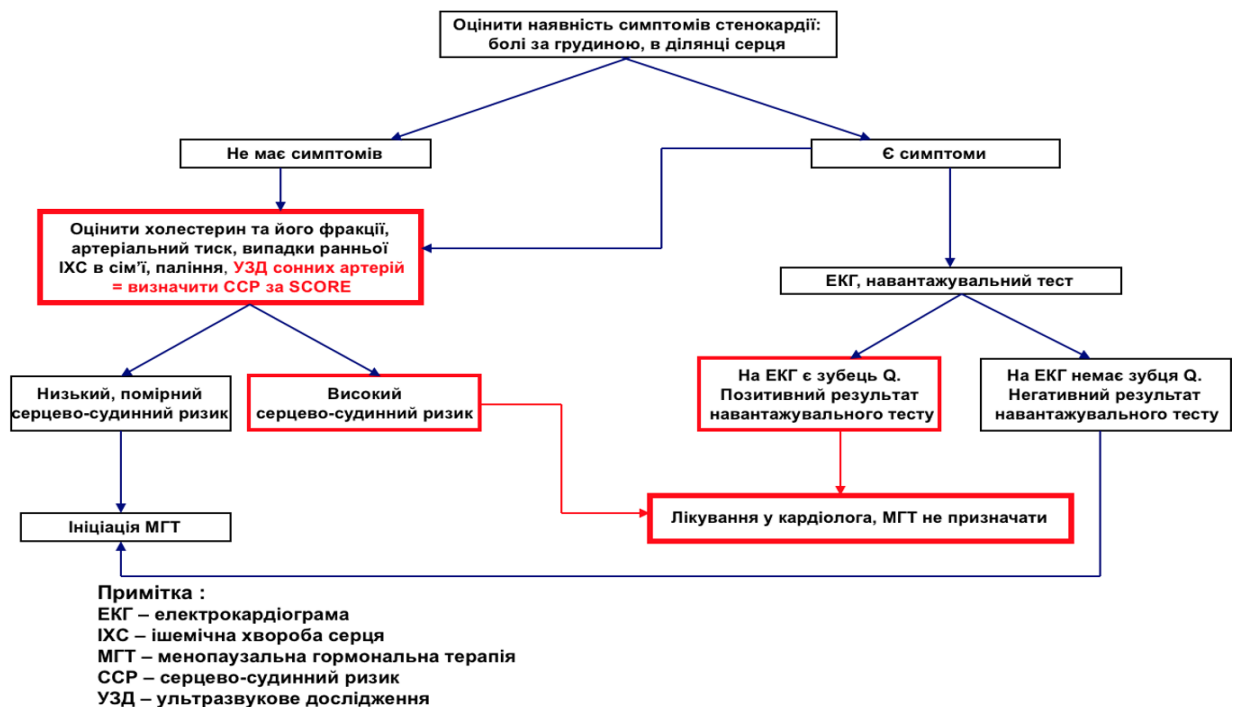 Оцінити наявність симптомів стенокардії:
болі за грудиною, в ділянці серця
Не має симптомів
Є симптоми
Оцінити холестерин та його фракції,
артеріальний тиск, випадки ранньої
ІХС в сім’ї, паління, УЗД сонних артерій
= визначити ССР за SCORE
ЕКГ, навантажувальний тест
Низький, помірний
серцево-судинний ризик
Високий
серцево-судинний ризик
На ЕКГ є зубець Q.
Позитивний результат
навантажувального тесту
На ЕКГ немає зубця Q.
Негативний результат
навантажувального тесту
Ініціація МГТ
Лікування у кардіолога, МГТ не призначати
Примітка :
ЕКГ – електрокардіограма
ІХС – ішемічна хвороба серця
МГТ – менопаузальна гормональна терапія
ССР – серцево-судинний ризик
УЗД – ультразвукове дослідження